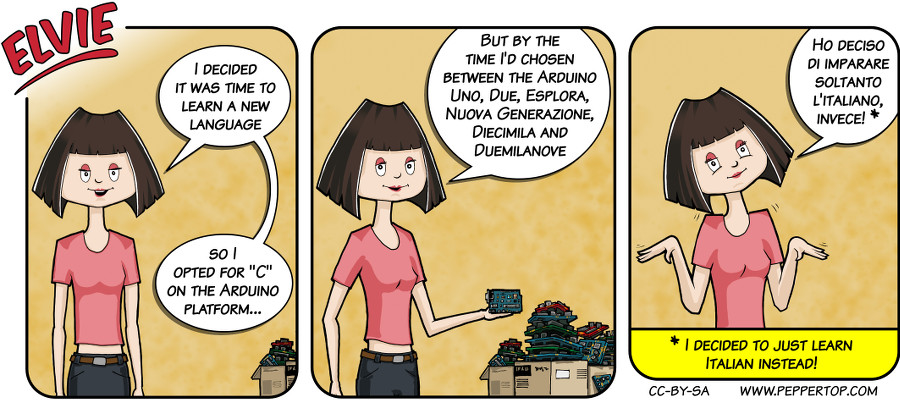 ELVIE
I DECIDED
IT WAS TIME TO
LEARN A NEW
LANGUAGE
SO I
OPTED FOR "C"
ON THE ARDUINO
PLATFORM...
BUT BY THE
TIME I'D CHOSEN
BETWEEN THE ARDUINO
UNO, DUE, ESPLORA,
NUOVA GENERAZIONE,
DIECIMILA AND
DUEMILANOVE
HO DECISO
DI IMPARARE
SOLTANTO
L'ITALIANO,
INVECE! *
* I DECIDED TO JUST LEARN
ITALIAN INSTEAD!
CC-BY-SA WWW.PEPPERTOP.COM